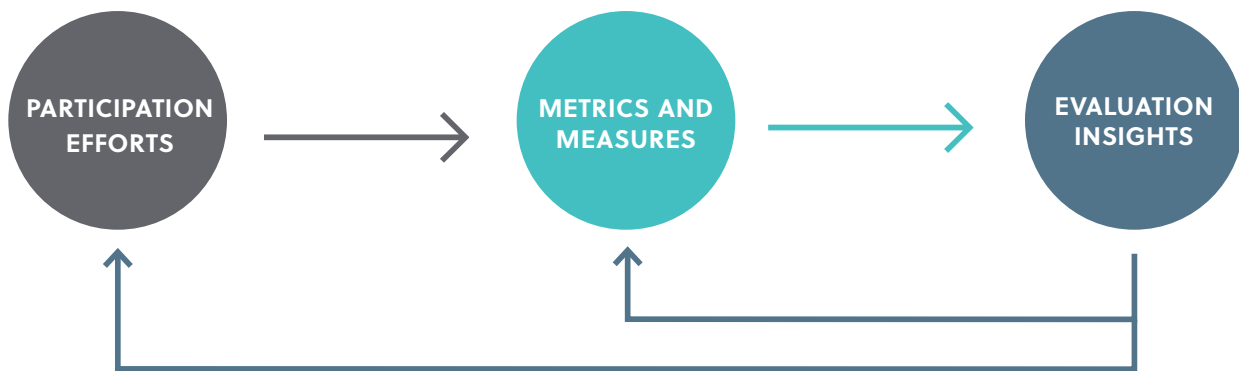 PARTICIPATION
EFFORTS
METRICS AND
MEASURES
EVALUATION
INSIGHTS